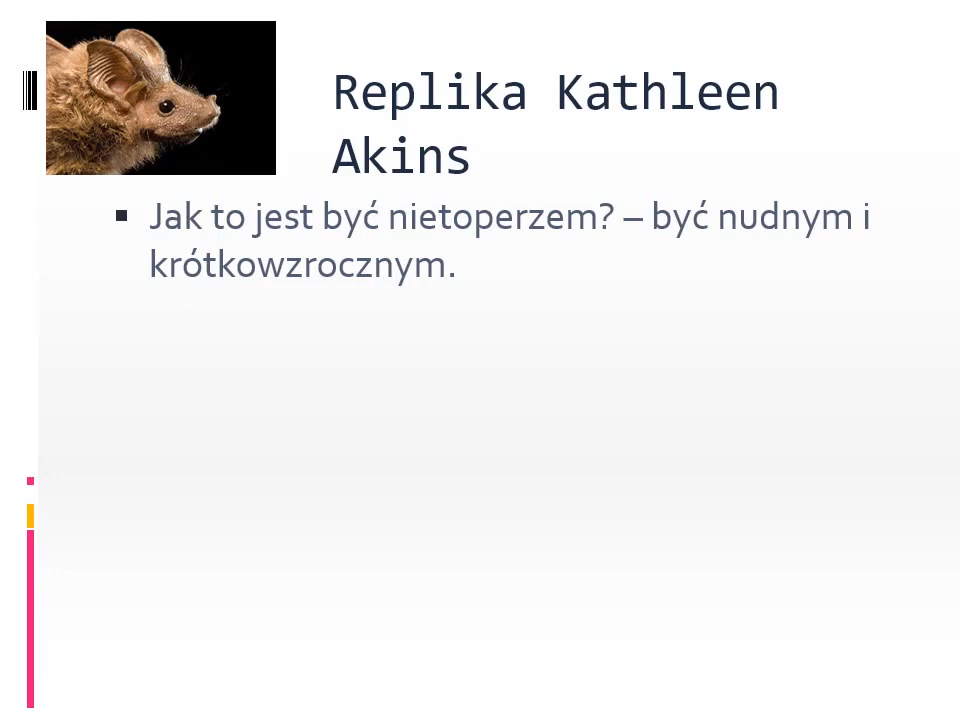 Replika Kathleen
Akins
Jak to jest być nietoperzem? – być nudnym i
krótkowzrocznym.